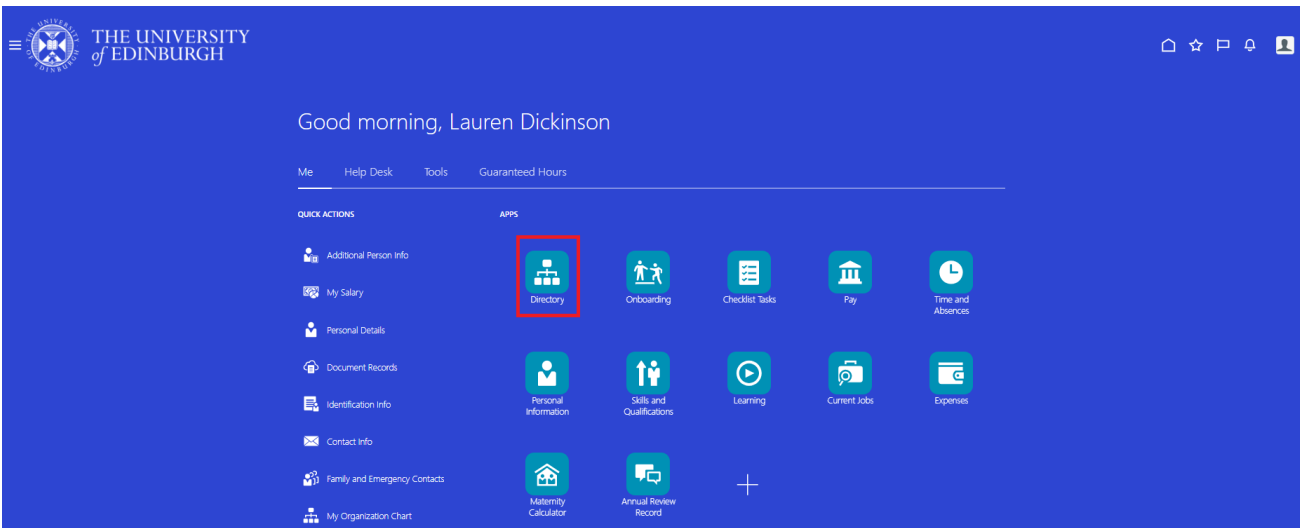 THE UNIVERSITY
of EDINBURGH
Good morning, Lauren Dickinson
Me Help Desk Tools Guaranteed Hours
QUICK ACTIONS
Additional Person Info
My Salary
Personal Details
Document Records
Identification Info
Contact Info
Family and Emergency Contacts
My Organization Chart
APPS
Directory
Onboarding
Checklist Tasks
Pay
Time and
Absences
Personal
Information
Skills and
Qualifications
Learning
Current Jobs
Expenses
Maternity
Calculator
Annual Review
Record